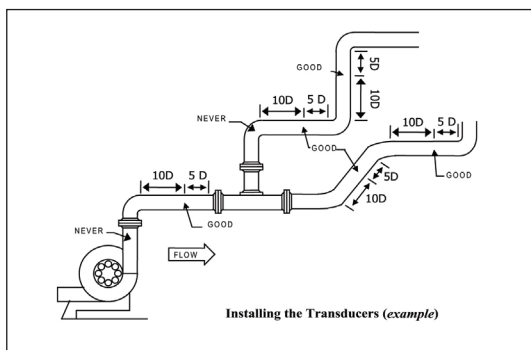 5D
GOOD
10D
10D 5 D
NEVER
GOOD
10D 5 D
5D
GOOD
10D
10D 5 D
GOOD
NEVER
FLOW
Installing the Transducers (example)